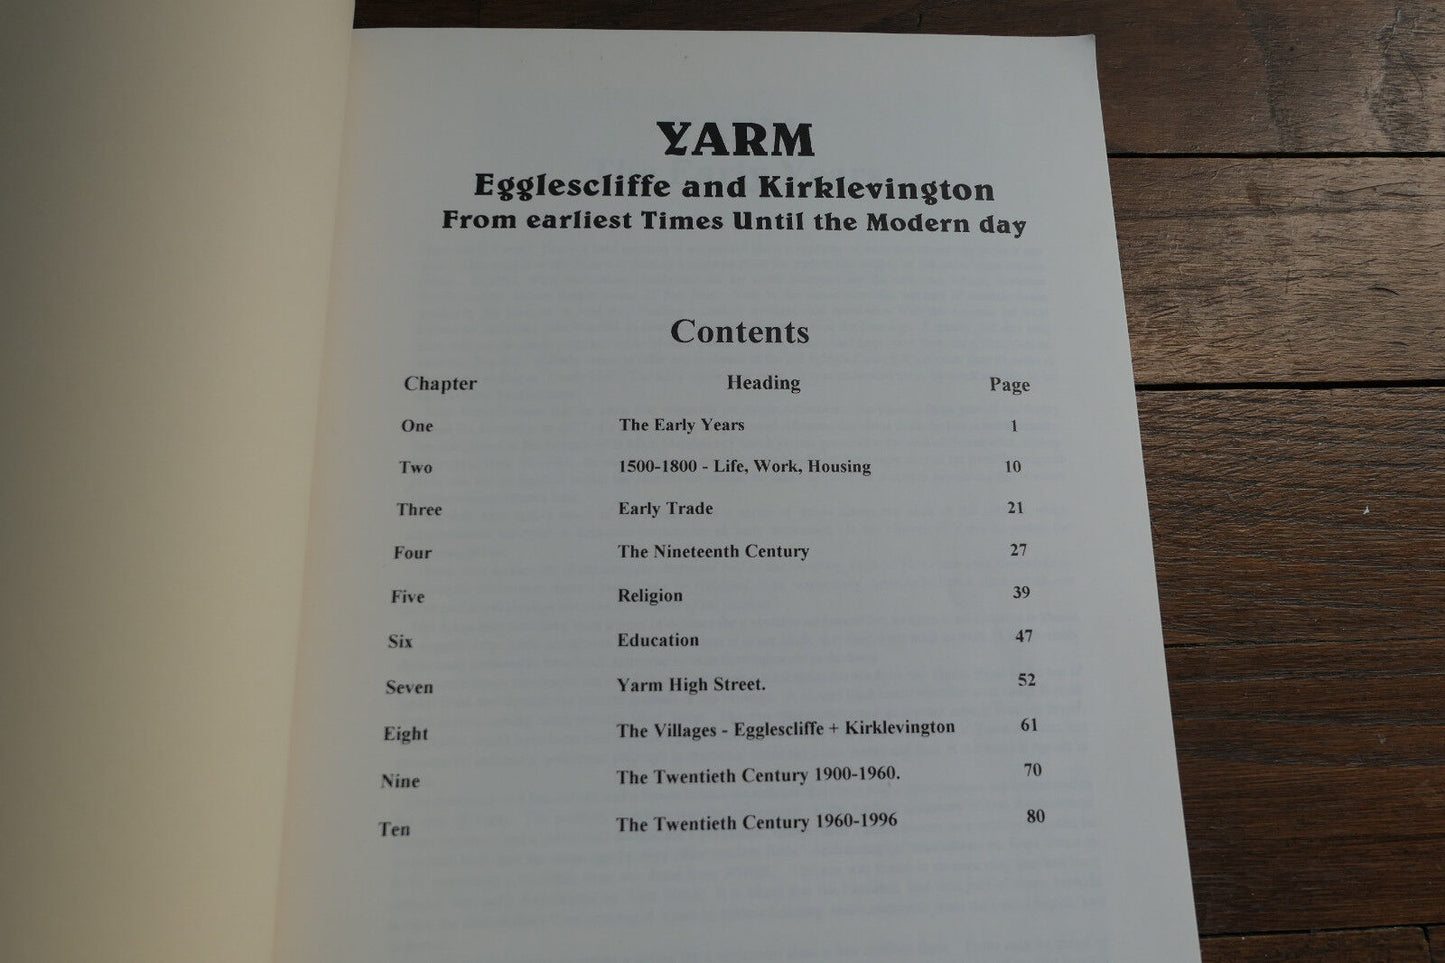 YARM
Egglescliffe and Kirklevington
From earliest Times Until the Modern day
Contents
Chapter Heading Page
One The Early Years 1
Two 1500-1800 - Life, Work, Housing 10
Three Early Trade 21
Four The Nineteenth Century 27
Five Religion 39
Six Education 47
Seven Yarm High Street. 52
Eight The Villages - Egglescliffe + Kirklevington 61
Nine The Twentieth Century 1900-1960. 70
Ten The Twentieth Century 1960-1996 80